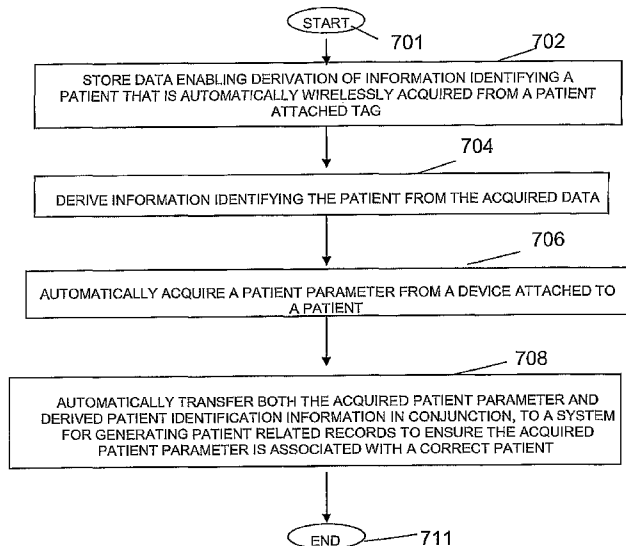 START
701
702
STORE DATA ENABLING DERIVATION OF INFORMATION IDENTIFYING A
PATIENT THAT IS AUTOMATICALLY WIRELESSLY ACQUIRED FROM A PATIENT
ATTACHED TAG
704
DERIVE INFORMATION IDENTIFYING THE PATIENT FROM THE ACQUIRED DATA
706
AUTOMATICALLY ACQUIRE A PATIENT PARAMETER FROM A DEVICE ATTACHED TO
A PATIENT
708
AUTOMATICALLY TRANSFER BOTH THE ACQUIRED PATIENT PARAMETER AND
DERIVED PATIENT IDENTIFICATION INFORMATION IN CONJUNCTION, TO A SYSTEM
FOR GENERATING PATIENT RELATED RECORDS TO ENSURE THE ACQUIRED
PATIENT PARAMETER IS ASSOCIATED WITH A CORRECT PATIENT
END
711